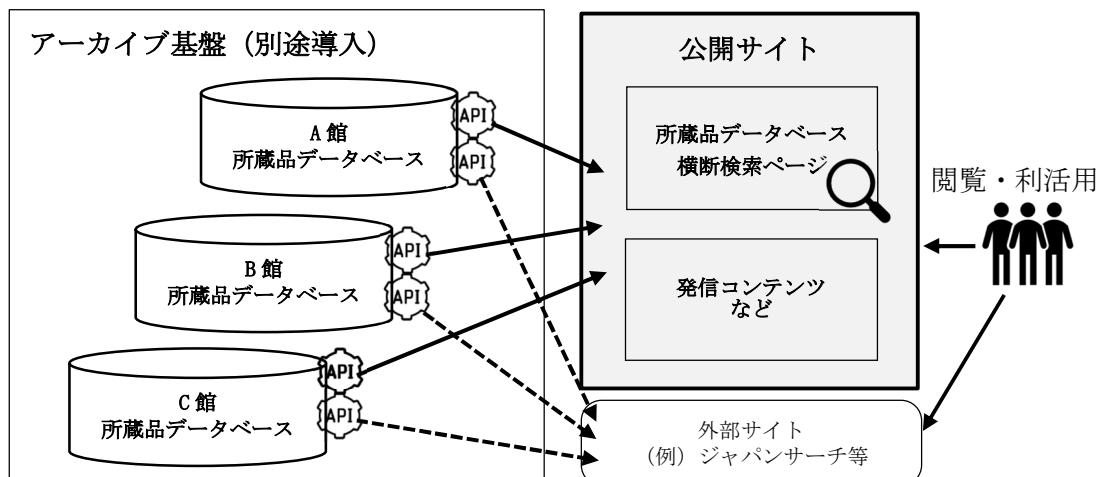 アーカイブ基盤（別途導入）
A 館
所蔵品データベース
API
API
B 館
所蔵品データベース
API
API
C 館
所蔵品データベース
API
API
公開サイト
所蔵品データベース
横断検索ページ
発信コンテンツ
など
外部サイト
（例）ジャパンサーチ等
閲覧・利活用